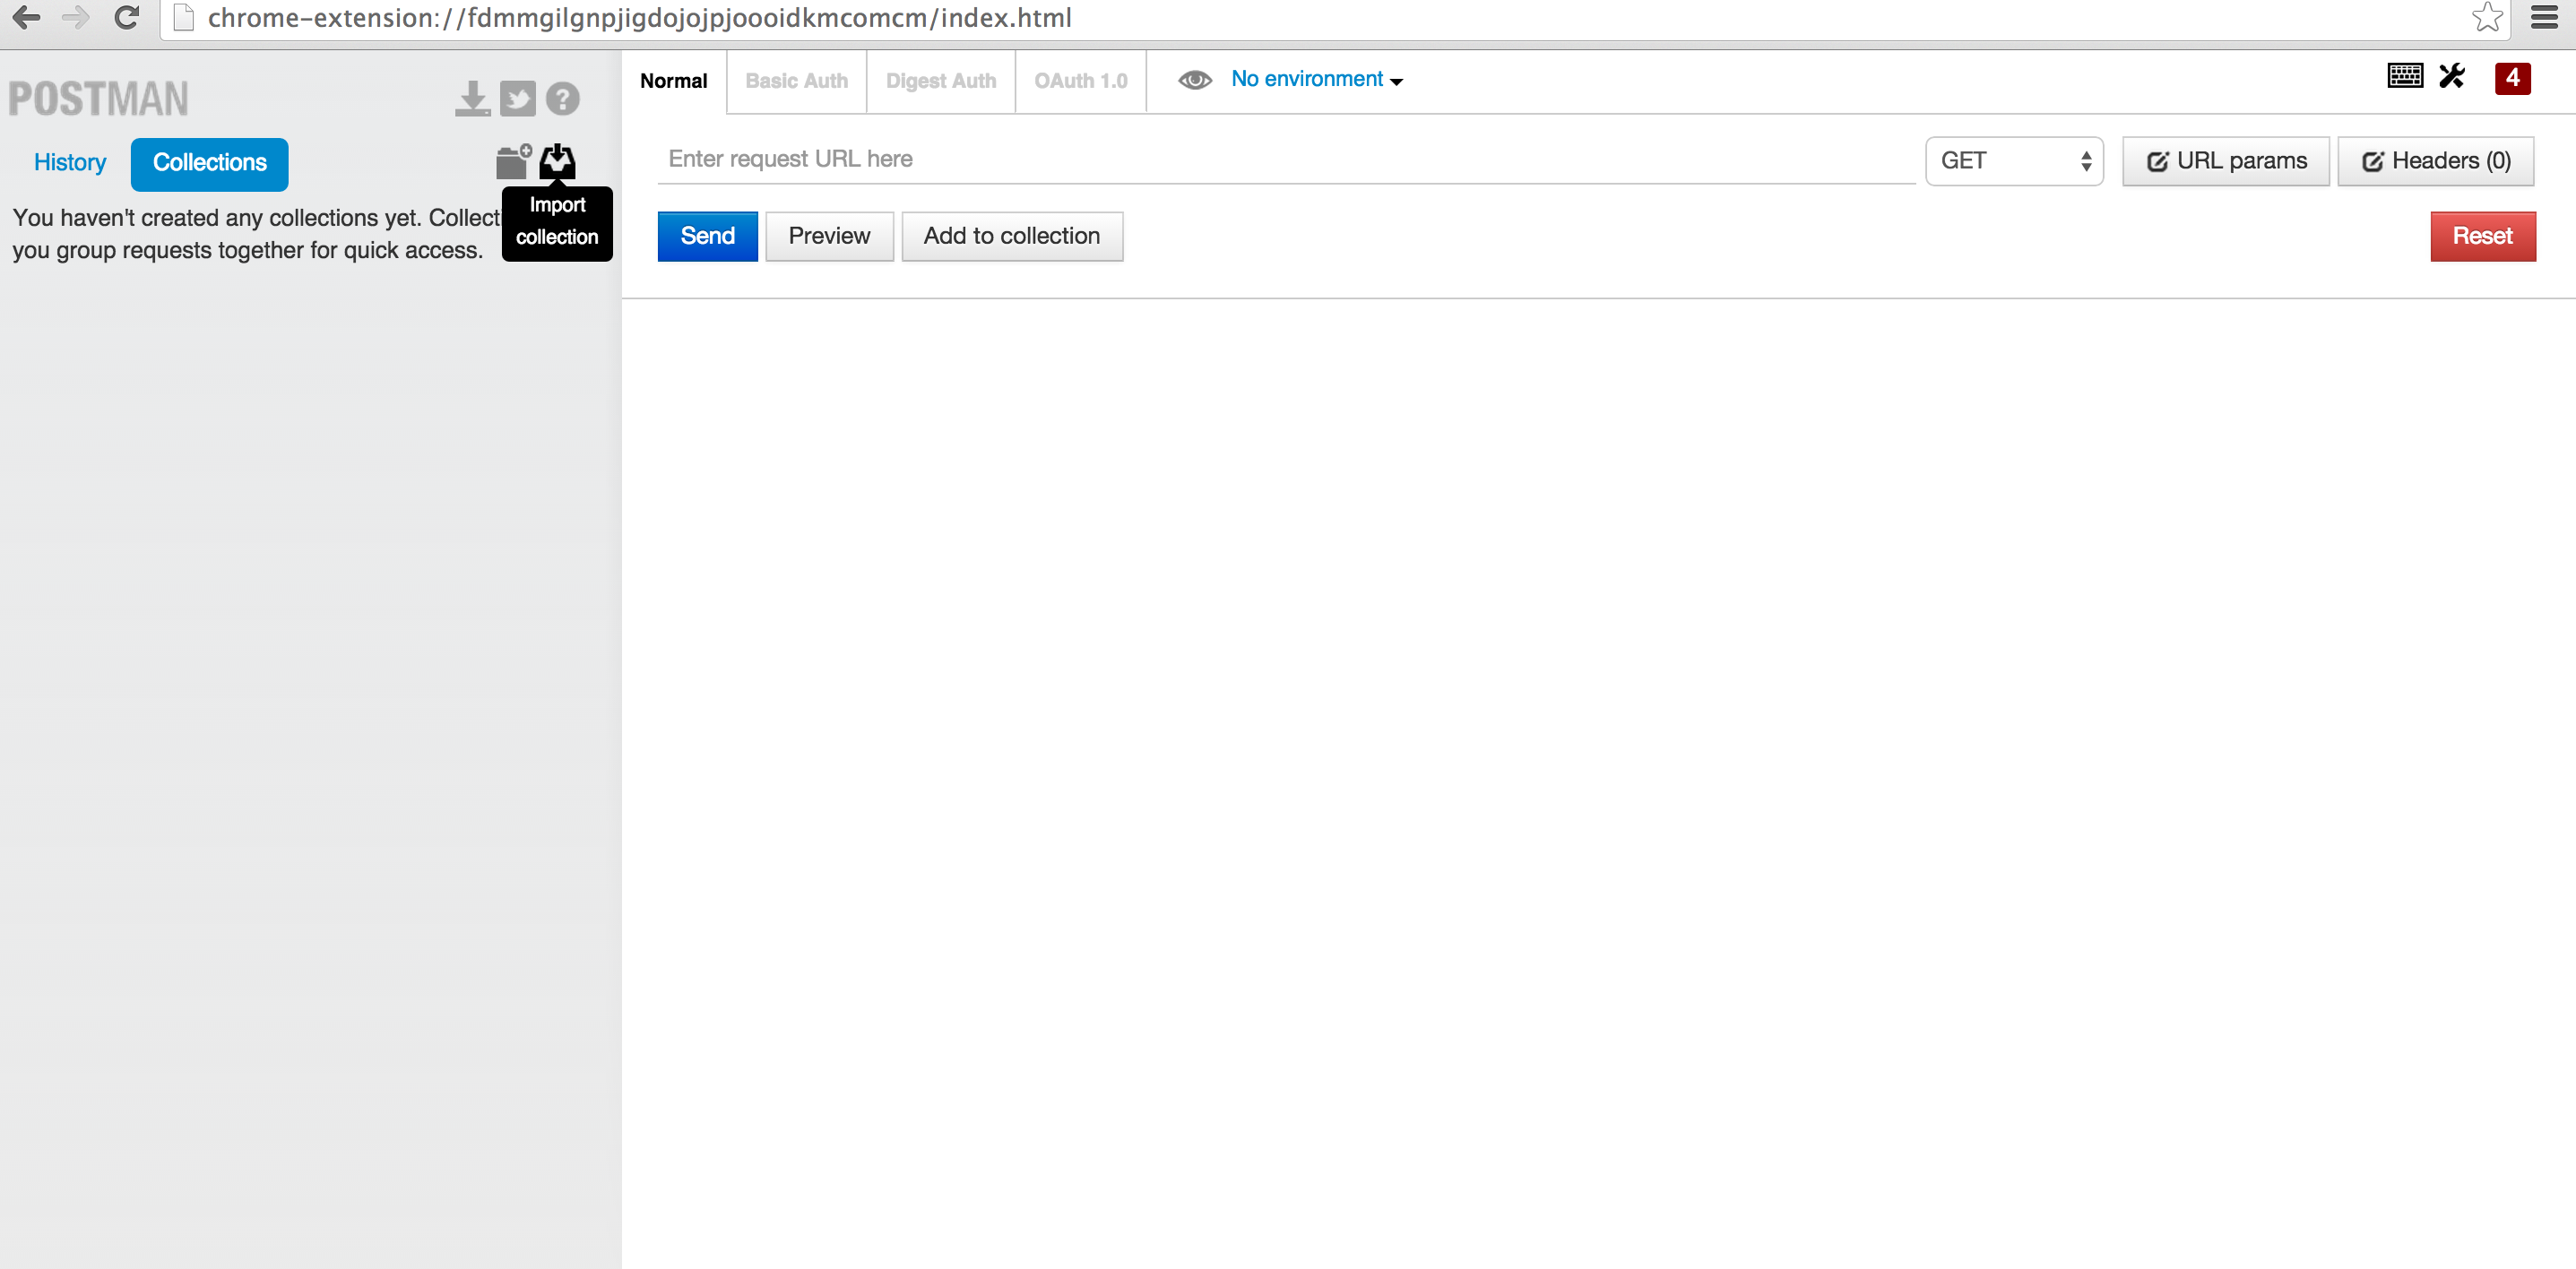 chrome-extension://fdmmgilgnpjigdojojpjoooidkmcomcm/index.html
POSTMAN
History
Collections
Import
collection
You haven't created any collections yet. Collecti
you group requests together for quick access.
Normal
Basic Auth
Digest Auth
OAuth 1.0
No environment
4
Enter request URL here
GET
URL params
Headers (0)
Send
Preview
Add to collection
Reset